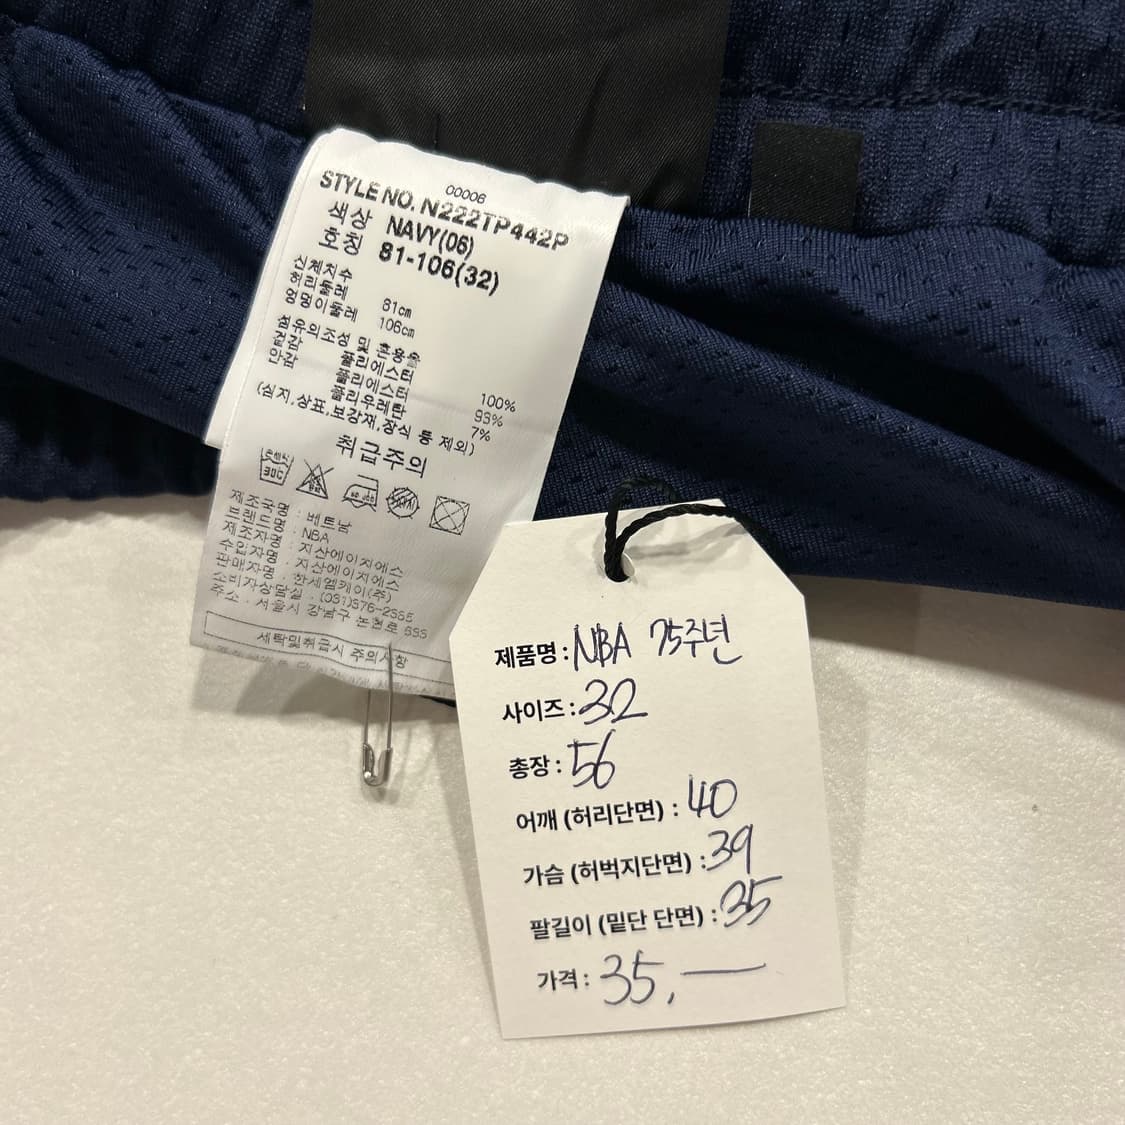 00006
STYLE NO. N222TP442P
색상 NAVY(06)
호칭 81-106(32)
신체치수
허리둘레 81cm
엉덩이둘레 106cm
섬유의조성 및 혼용율
겉감 폴리에스터 100%
안감 폴리에스터 93%
폴리우레탄 7%
(심지,상표,보강재,장식 등 제외)
취급주의
제조국명 : 베트남
브랜드명 : NBA
제조자명 : 지산에이지에스
수입자명 : 지산에이지에스
판매자명 : 한세엠케이(주)
소비자상담실 :
주소 : 서울시 강남구 논현로
세탁및취급시 주의사항
제품명 : NBA 75주년
사이즈 : 32
총장 : 56
어깨 (허리단면) : 40
가슴 (허벅지단면) : 39
팔길이 (밑단 단면) : 35
가격 : 35,—